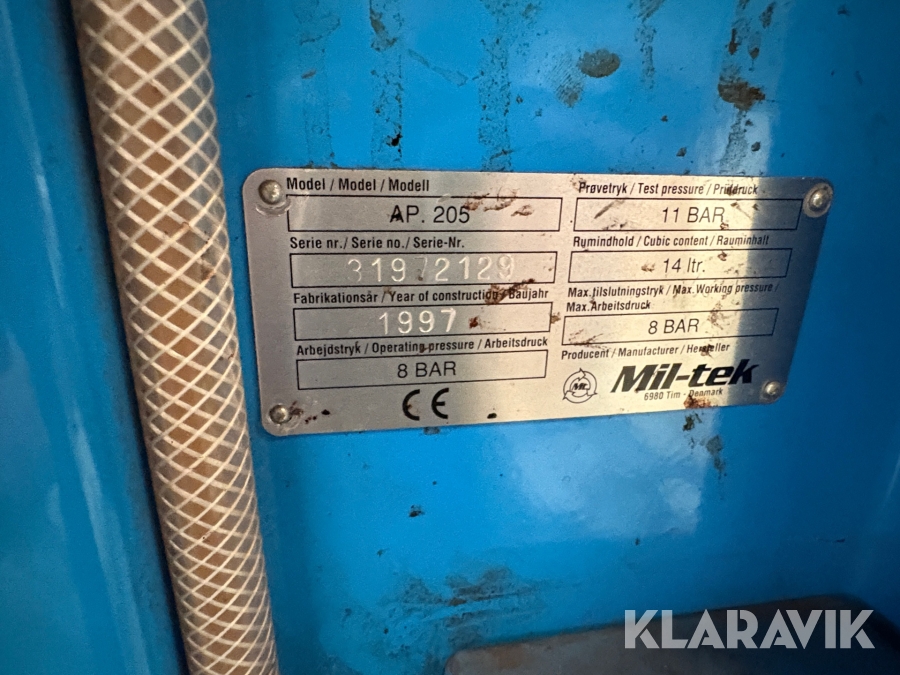 Model / Model / Modell
AP. 205
Serie nr./ Serie no./ Serie-Nr.
31972129
Fabrikationsår / Year of construction / Baujahr
1997
Arbejdstryk / Operating pressure / Arbeitsdruck
8 BAR
CE
Prøvetryk / Test pressure / Prüfdruck
11 BAR
Rumindhold / Cubic content / Rauminhalt
14 ltr.
Max.tilslutningstryk / Max. Working pressure /
Max. Arbeitsdruck
8 BAR
Producent / Manufacturer / Hersteller
Mil-tek
6980 Tim - Denmark
KLARAVIK